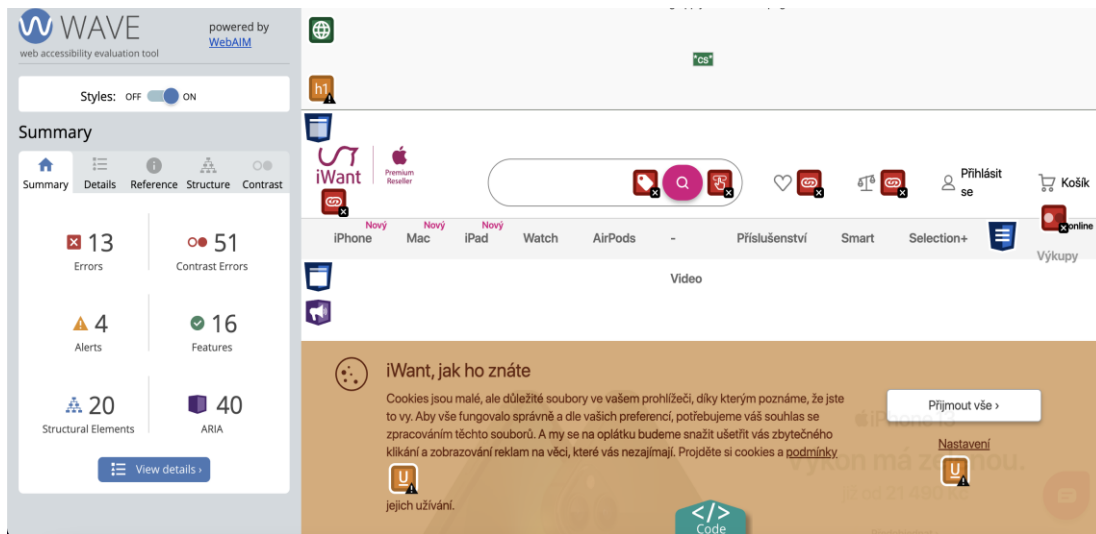 WAVE
powered by
WebAIM
web accessibility evaluation tool
Styles: OFF ON
Summary
Summary Details Reference Structure Contrast
13
Errors
51
Contrast Errors
4
Alerts
16
Features
20
Structural Elements
40
ARIA
View details ›
*cs*
h1
iWant
Premium
Reseller
Přihlásit
se
Košík
Nový Nový Nový
iPhone Mac iPad Watch AirPods - Příslušenství Smart Selection+
online
Výkupy
Video
iWant, jak ho znáte
Cookies jsou malé, ale důležité soubory ve vašem prohlížeči, díky kterým poznáme, že jste
to vy. Aby vše fungovalo správně a dle vašich preferencí, potřebujeme váš souhlas se
zpracováním těchto souborů. A my se na oplátku budeme snažit ušetřit vás zbytečného
klikání a zobrazování reklam na věci, které vás nezajímají. Projděte si cookies a podmínky
U
jejich užívání.
Přijmout vše ›
Nastavení
U
</>
Code